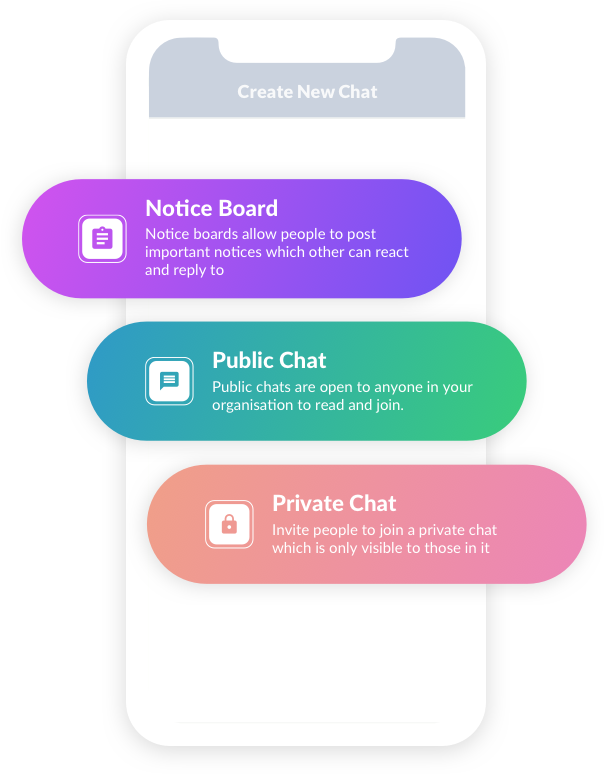 Create New Chat
Notice Board
Notice boards allow people to post
important notices which other can react
and reply to
Public Chat
Public chats are open to anyone in your
organisation to read and join.
Private Chat
Invite people to join a private chat
which is only visible to those in it